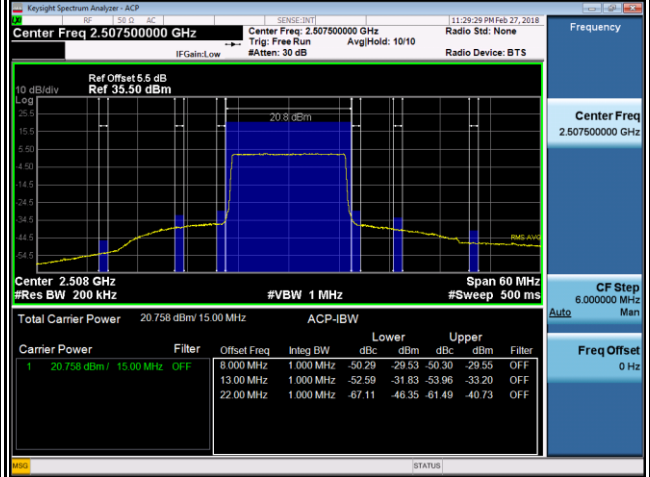 Keysight Spectrum Analyzer - ACP
RF 50 Ω AC SENSE:INT 11:29:29 PM Feb 27, 2018
Center Freq 2.507500000 GHz
Center Freq: 2.507500000 GHz
Radio Std: None
Trig: Free Run Avg|Hold: 10/10
IFGain:Low #Atten: 30 dB Radio Device: BTS
Frequency
Ref Offset 5.5 dB
10 dB/div Ref 35.50 dBm
Log
25.5
15.5
5.50
-4.50
-14.5
-24.5
-34.5
-44.5
-54.5
20.8 dBm
RMS AVG
Center 2.508 GHz Span 60 MHz
#Res BW 200 kHz #VBW 1 MHz #Sweep 500 ms
Center Freq
2.507500000 GHz
CF Step
6.000000 MHz
Auto Man
Freq Offset
0 Hz
Total Carrier Power 20.758 dBm/ 15.00 MHz ACP-IBW
Lower Upper
Carrier Power Filter Offset Freq Integ BW dBc dBm dBc dBm Filter
1 20.758 dBm / 15.00 MHz OFF 8.000 MHz 1.000 MHz -50.29 -29.53 -50.30 -29.55 OFF
13.00 MHz 1.000 MHz -52.59 -31.83 -53.96 -33.20 OFF
22.00 MHz 1.000 MHz -67.11 -46.35 -61.49 -40.73 OFF
MSG STATUS